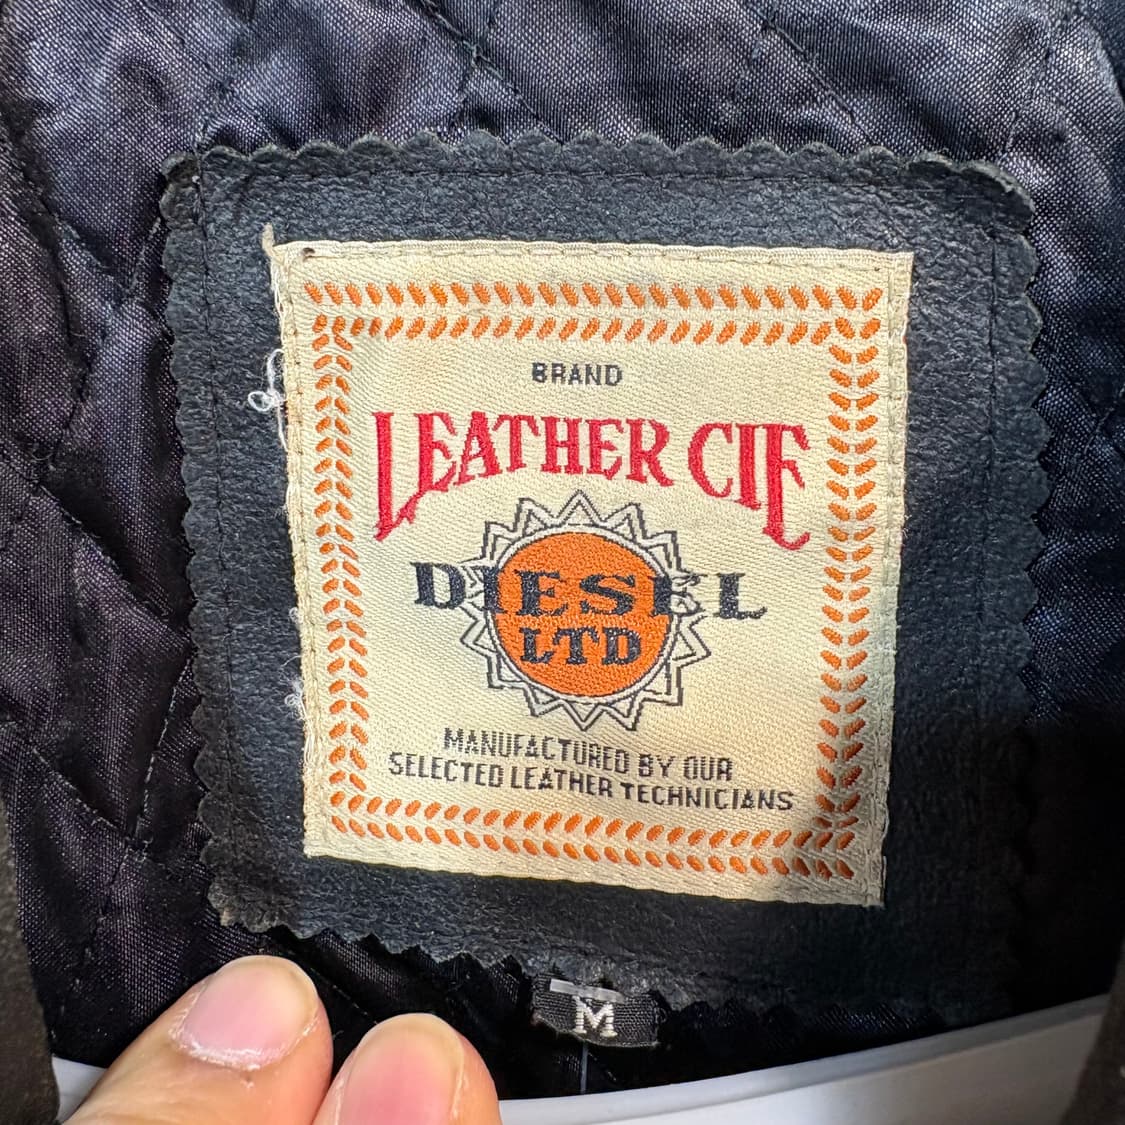 BRAND
LEATHER CIE
DIESEL
LTD
MANUFACTURED BY OUR
SELECTED LEATHER TECHNICIANS
M